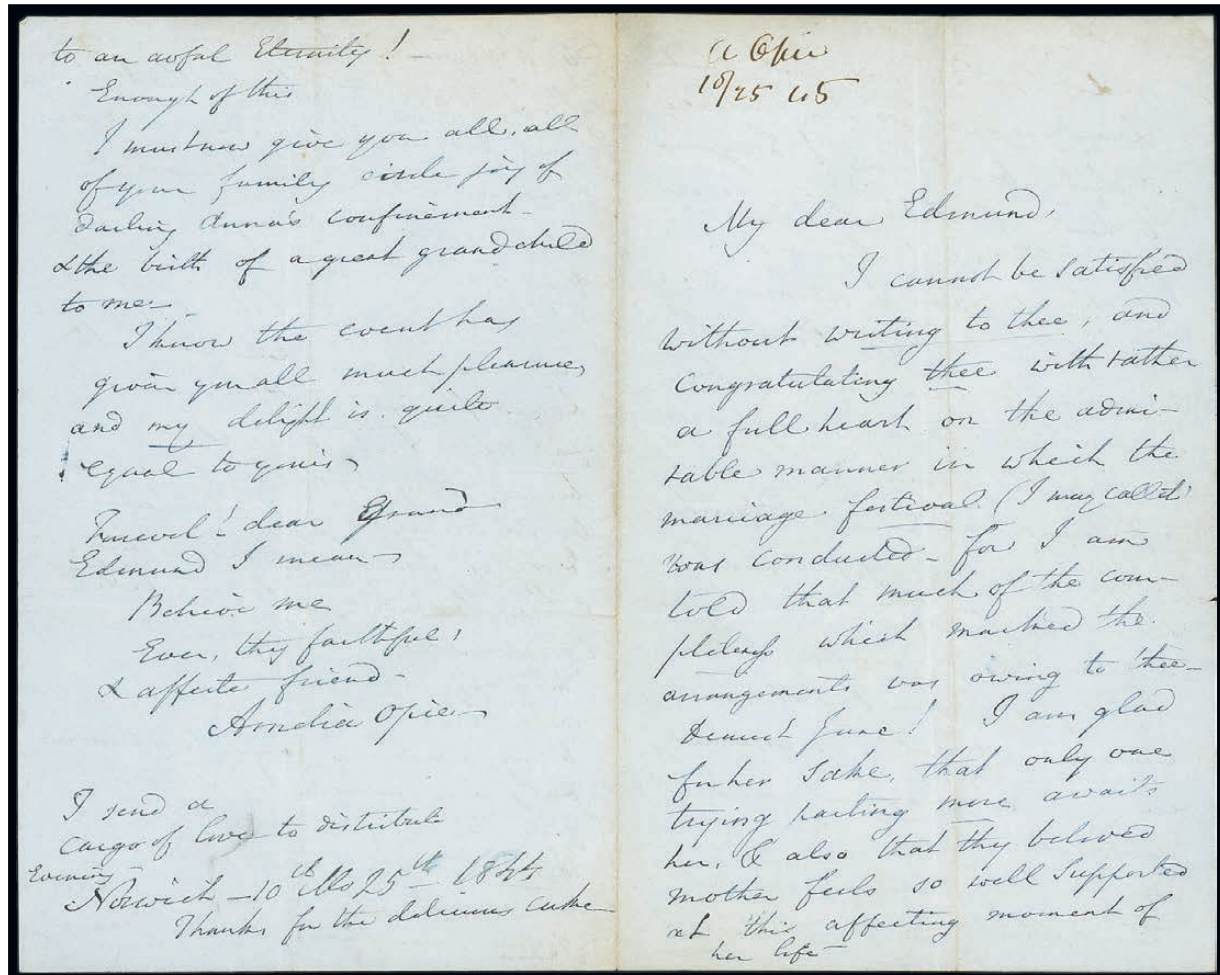 A Opie
10/25 45
My dear Edmund,
I cannot be satisfied
without writing to thee, and
congratulating thee with rather
a full heart on the admi-
rable manner in which the
marriage festival (I may call it)
was conducted - for I am
told that much of the com-
pleteness which marked the
arrangements was owing to thee -
Dearest Jane! I am glad
for her sake, that only one
trying parting more awaits
her, & also that thy beloved
mother feels so well supported
at this affecting moment of
her life
to an awful Eternity! -
Enough of this
I must now give you all, all
of your family circle joy of
darling Anna's confinement -
& the birth of a great grandchild
to me -
I know the event has
given you all much pleasure,
and my delight is quite
equal to yours -
Farewel! dear
Edmund I mean -
Believe me
Ever, thy faithful,
& affecte friend -
Amelia Opie -
I send a
cargo of love to distribute
Evening
Norwich - 10th Mo 25th - 1844
Thanks for the delicious cake -